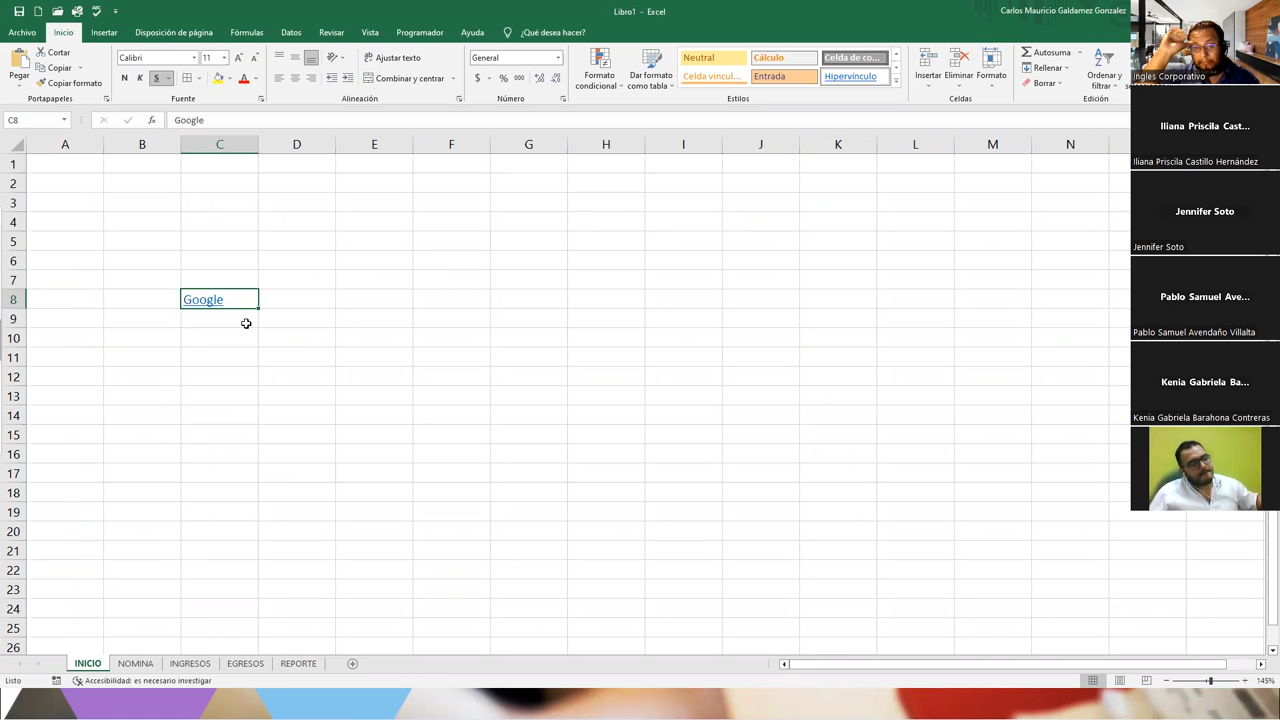 Libro1 - Excel
Carlos Mauricio Galdamez Gonzalez
Archivo Inicio Insertar Disposición de página Fórmulas Datos Revisar Vista Programador Ayuda ¿Qué desea hacer?
Pegar
Cortar
Copiar
Copiar formato
Portapapeles
Calibri 11
N K S
Fuente
Ajustar texto
Combinar y centrar
Alineación
General
$ % 000
Número
Formato condicional
Dar formato como tabla
Neutral Cálculo Celda de co...
Celda vincul... Entrada Hipervínculo
Estilos
Insertar Eliminar Formato
Celdas
Autosuma
Rellenar
Borrar
Ordenar y filtrar
Edición
C8 fx Google
A B C D E F G H I J K L M N
1
2
3
4
5
6
7
8 Google
9
10
11
12
13
14
15
16
17
18
19
20
21
22
23
24
25
26
INICIO NOMINA INGRESOS EGRESOS REPORTE
Listo Accesibilidad: es necesario investigar 145%
Ingles Corporativo
Iliana Priscila Cast...
Iliana Priscila Castillo Hernández
Jennifer Soto
Jennifer Soto
Pablo Samuel Ave...
Pablo Samuel Avendaño Villalta
Kenia Gabriela Ba...
Kenia Gabriela Barahona Contreras